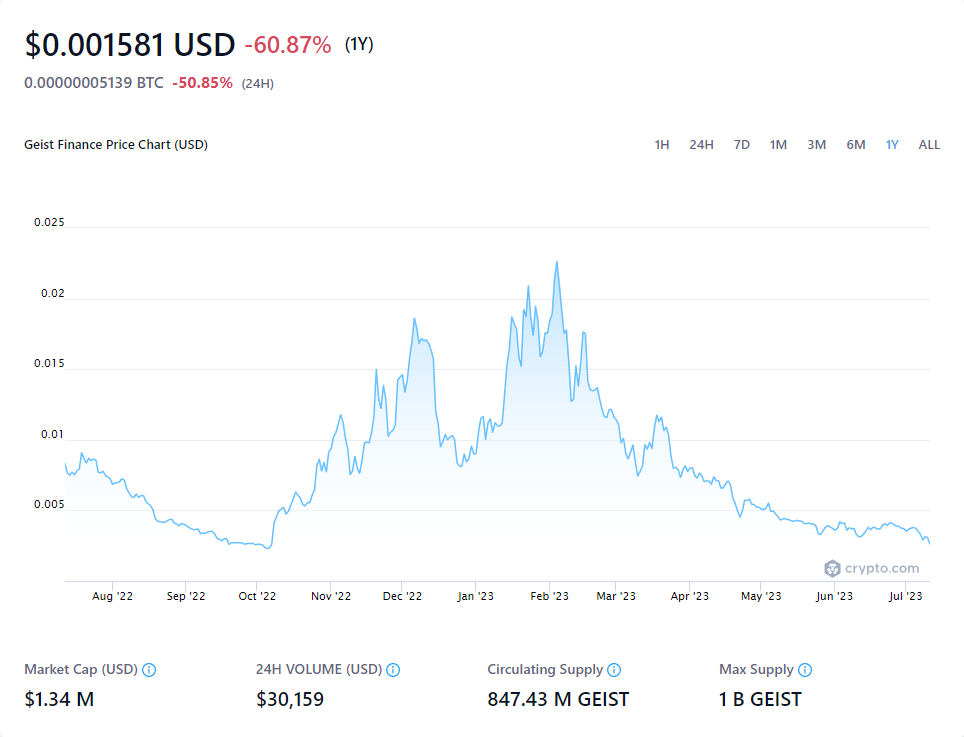 $0.001581 USD -60.87% (1Y)
0.00000005139 BTC -50.85% (24H)
Geist Finance Price Chart (USD) 1H 24H 7D 1M 3M 6M 1Y ALL
0.025
0.02
0.015
0.01
0.005
crypto.com
Aug '22 Sep '22 Oct '22 Nov '22 Dec '22 Jan '23 Feb '23 Mar '23 Apr '23 May '23 Jun '23 Jul '23
Market Cap (USD) 24H VOLUME (USD) Circulating Supply Max Supply
$1.34 M $30,159 847.43 M GEIST 1 B GEIST